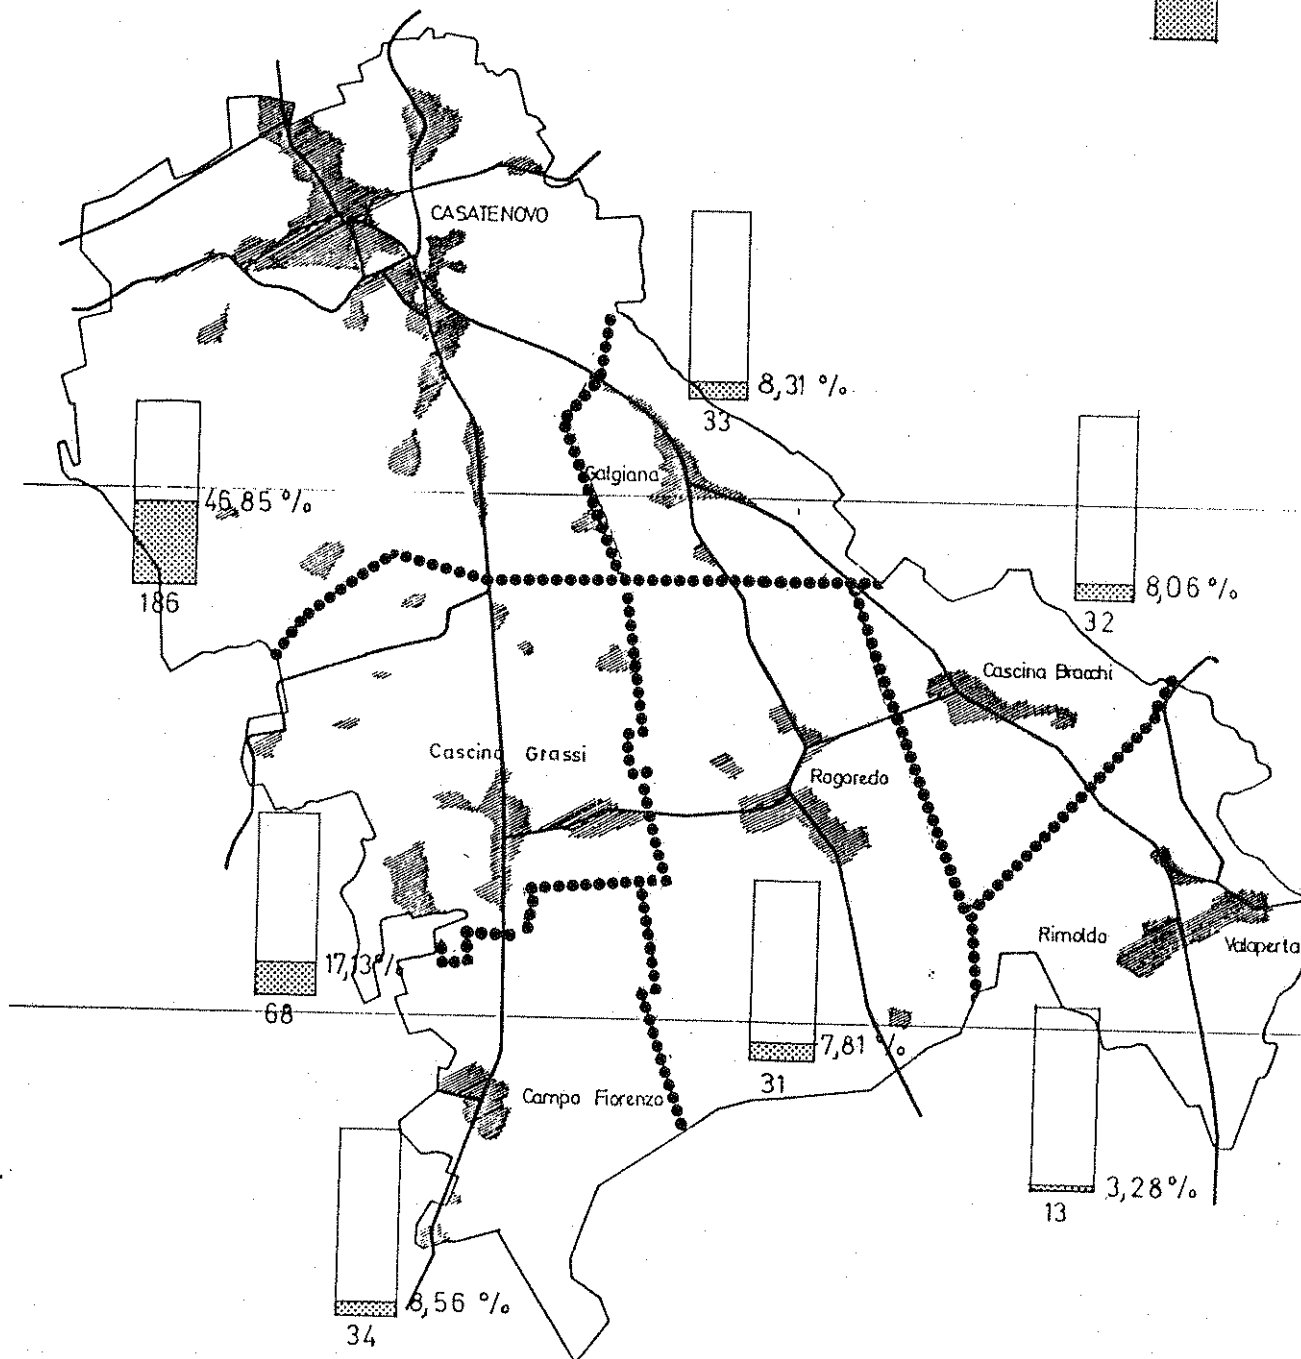 CASATENOVO
8,31 %
33
Galgiana
46,85 %
186
8,06 %
32
Cascina Bracchi
Cascina Grassi
Rogoredo
17,13%
68
Rimoldo
Valaperta
7,81 %
31
Campo Fiorenzo
3,28 %
13
8,56 %
34